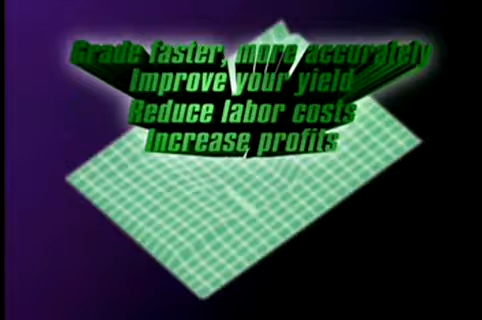 Grade faster, more accurately
Improve your yield
Reduce labor costs
Increase profits